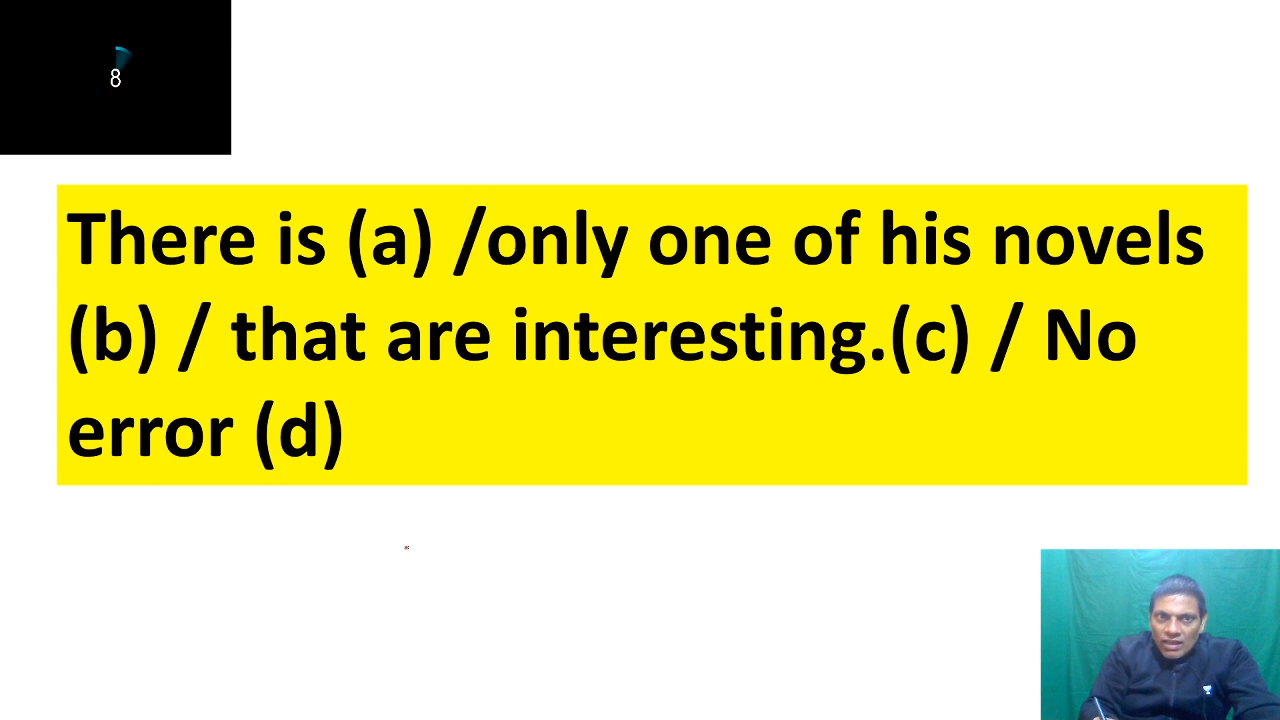 8
There is (a) /only one of his novels
(b) / that are interesting.(c) / No
error (d)